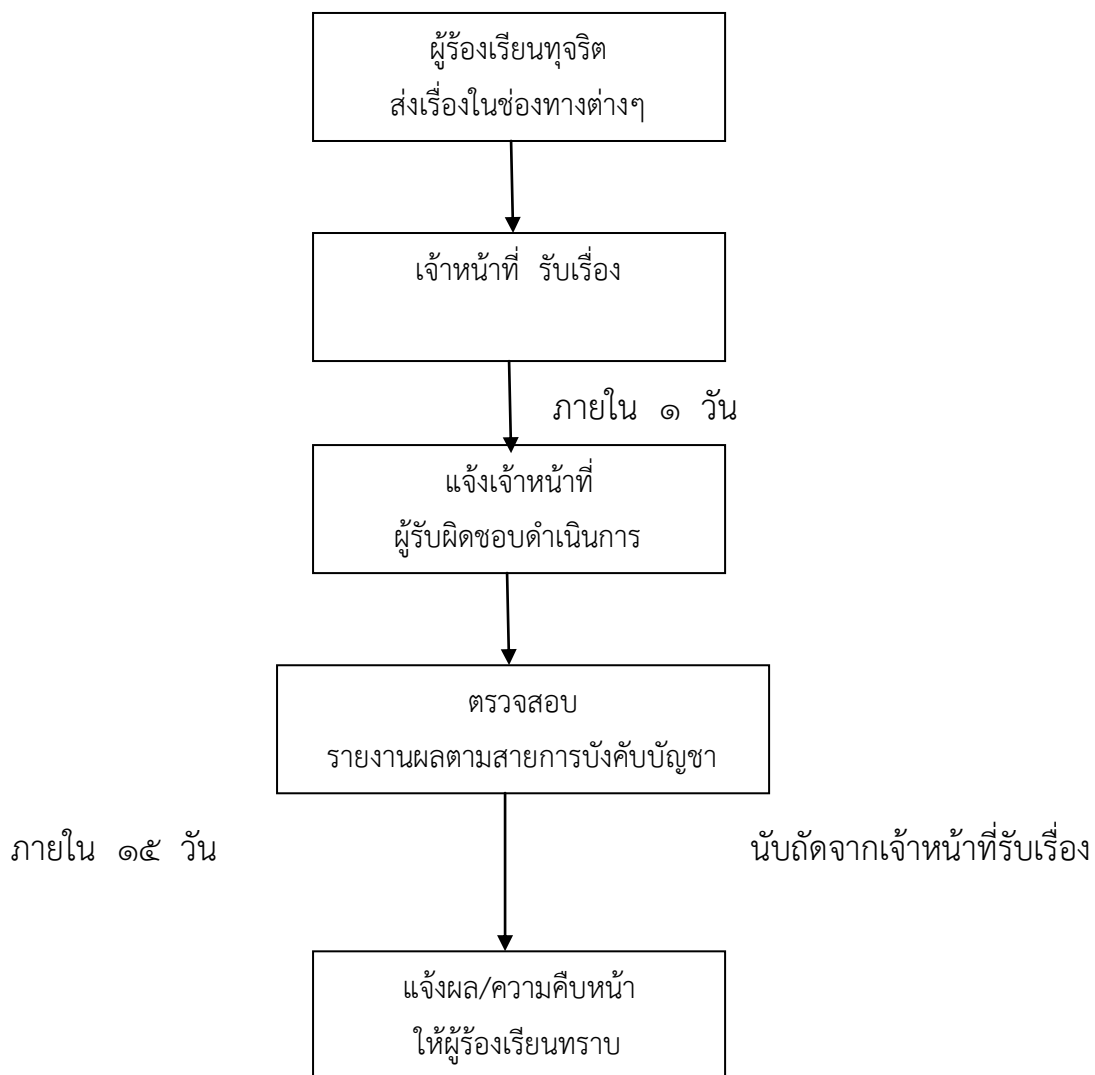 ผู้ร้องเรียนทุจริต
ส่งเรื่องในช่องทางต่างๆ
เจ้าหน้าที่ รับเรื่อง
ภายใน ๑ วัน
แจ้งเจ้าหน้าที่
ผู้รับผิดชอบดำเนินการ
ตรวจสอบ
รายงานผลตามสายการบังคับบัญชา
ภายใน ๑๕ วัน
นับถัดจากเจ้าหน้าที่รับเรื่อง
แจ้งผล/ความคืบหน้า
ให้ผู้ร้องเรียนทราบ